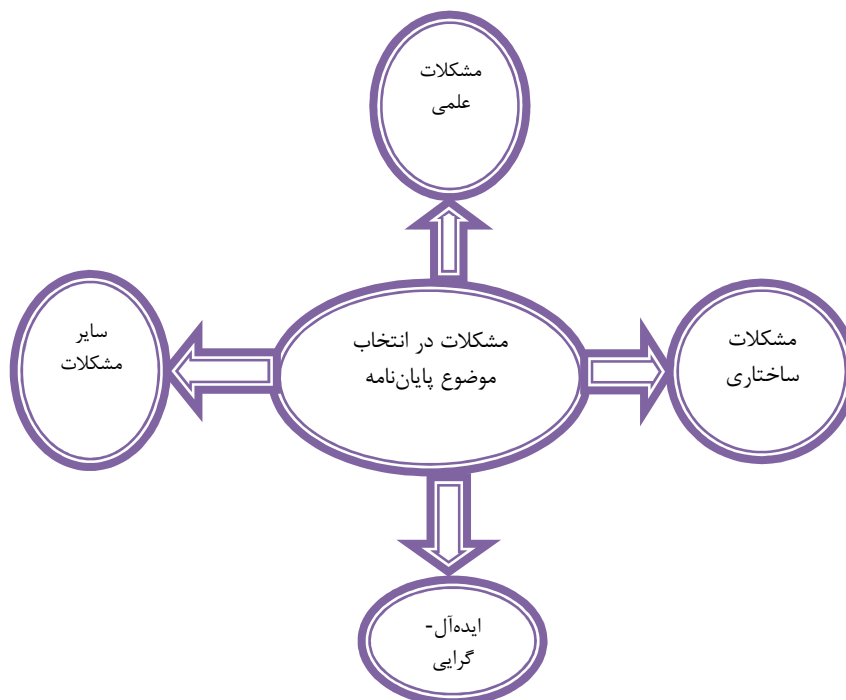 مشکلات
علمی
مشکلات در انتخاب
موضوع پایان‌نامه
مشکلات
ساختاری
سایر
مشکلات
ایده‌آل-
گرایی